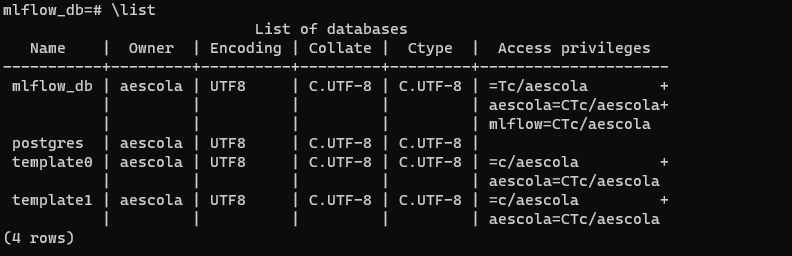 mlflow_db=# \list
                            List of databases
   Name    |  Owner  | Encoding | Collate |  Ctype  |  Access privileges
-----------+---------+----------+---------+---------+---------------------
 mlflow_db | aescola | UTF8     | C.UTF-8 | C.UTF-8 | =Tc/aescola        +
           |         |          |         |         | aescola=CTc/aescola+
           |         |          |         |         | mlflow=CTc/aescola
 postgres  | aescola | UTF8     | C.UTF-8 | C.UTF-8 |
 template0 | aescola | UTF8     | C.UTF-8 | C.UTF-8 | =c/aescola         +
           |         |          |         |         | aescola=CTc/aescola
 template1 | aescola | UTF8     | C.UTF-8 | C.UTF-8 | =c/aescola         +
           |         |          |         |         | aescola=CTc/aescola
(4 rows)